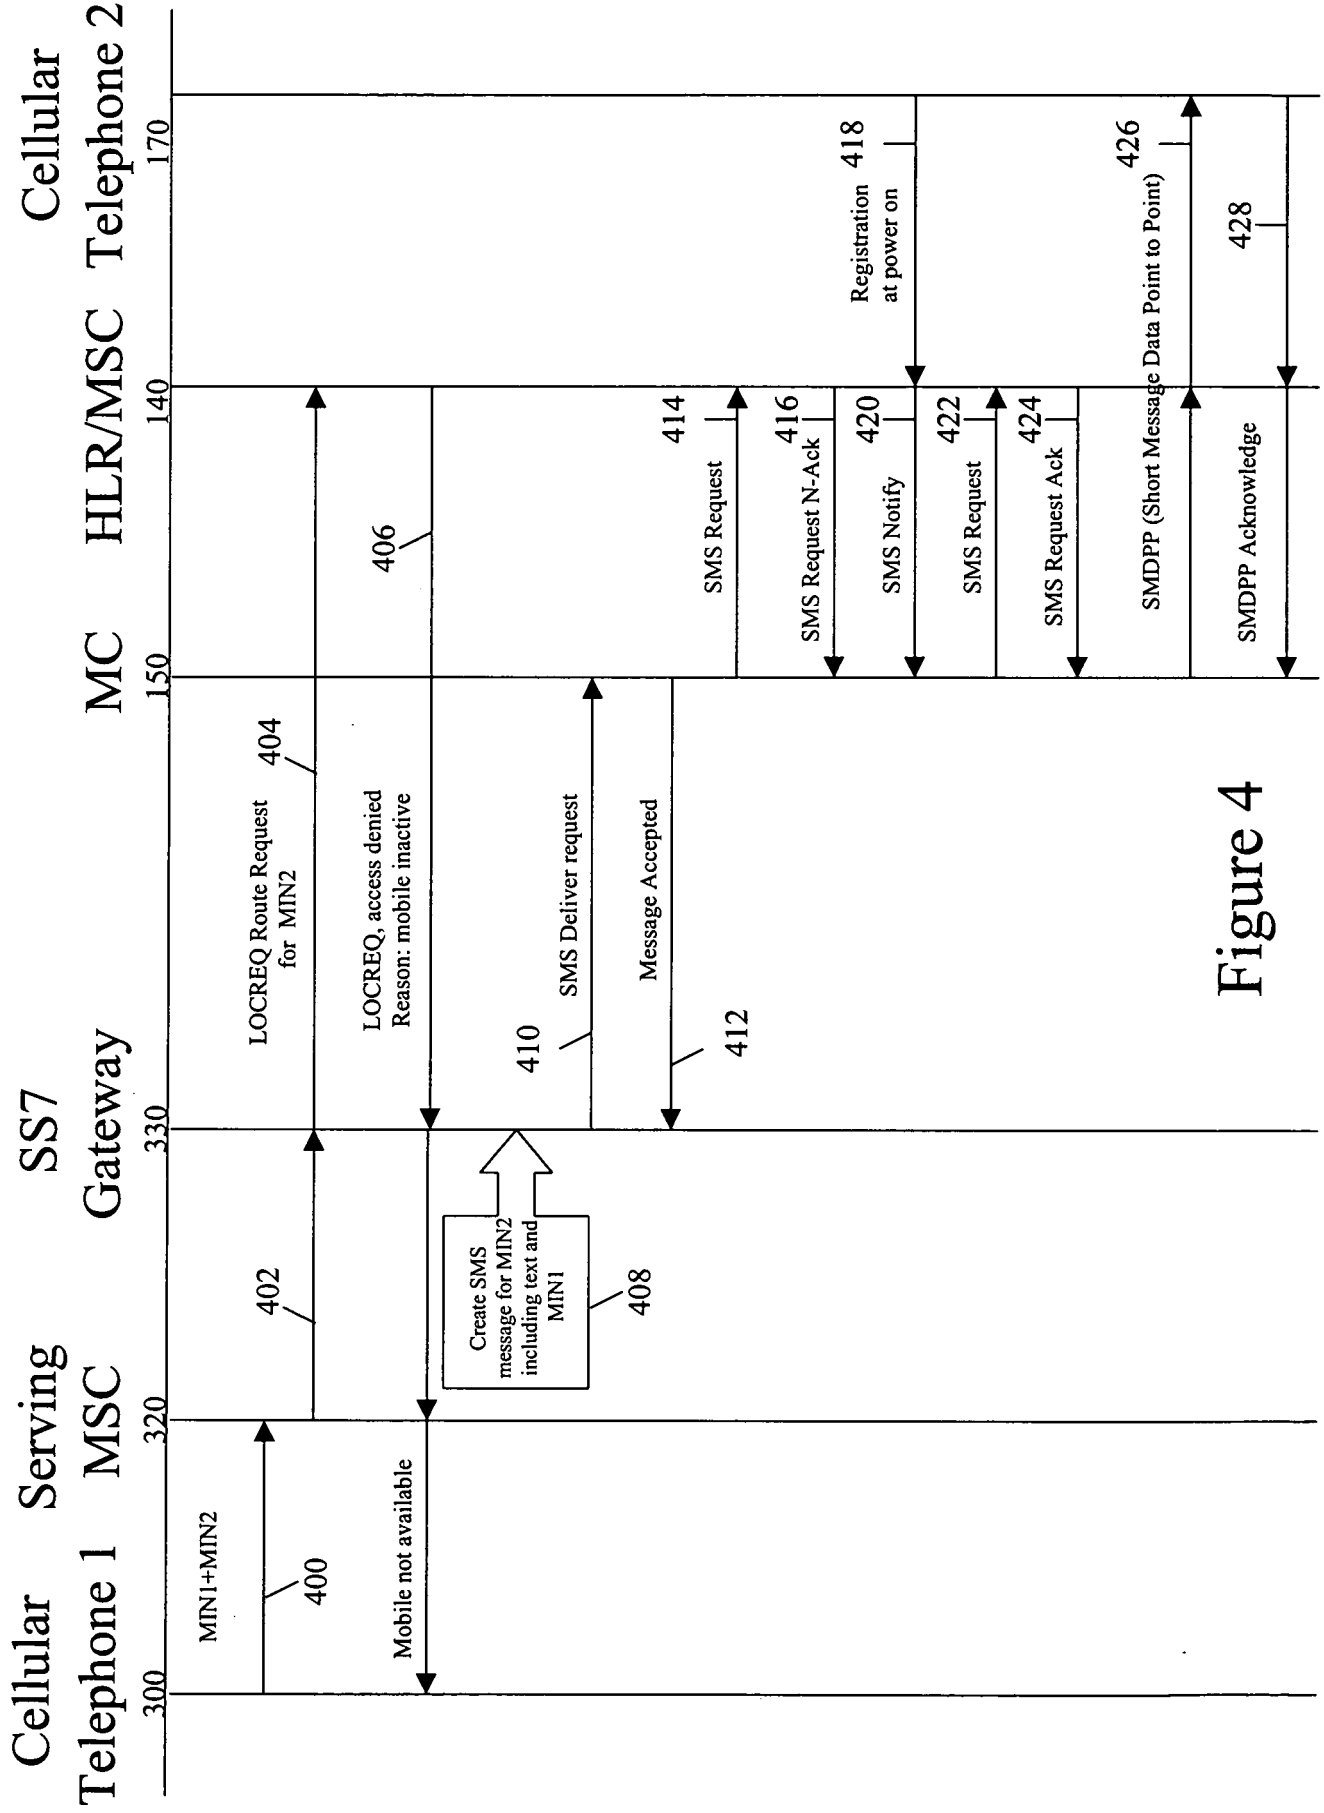 Cellular
Telephone 1
Serving
MSC
SS7
Gateway
MC
HLR/MSC
Cellular
Telephone 2
300
320
330
150
140
170
MIN1+MIN2
400
402
LOCREQ Route Request
for MIN2
404
Mobile not available
LOCREQ, access denied
Reason: mobile inactive
406
Create SMS
message for MIN2
including text and
MIN1
408
410
SMS Deliver request
Message Accepted
412
SMS Request
414
SMS Request N-Ack
416
Registration
at power on
418
SMS Notify
420
SMS Request
422
SMS Request Ack
424
SMDPP (Short Message Data Point to Point)
426
SMDPP Acknowledge
428
Figure 4